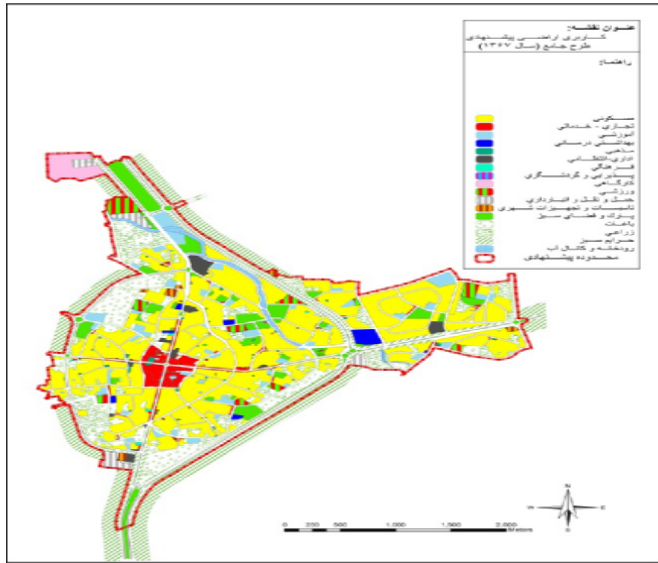 عنوان نقشه:
کاربری اراضی پیشنهادی
طرح جامع (سال ۱۳۶۷)
راهنما:
مسکونی
تجاری - خدماتی
آموزشی
بهداشتی درمانی
مذهبی
اداری-انتظامی
فرهنگی
پذیرایی و گردشگری
کارگاهی
ورزشی
حمل و نقل و انبارداری
تاسیسات و تجهیزات شهری
پارک و فضای سبز
باغات
زراعی
حرایم سبز
رودخانه و کانال آب
محدوده پیشنهادی
N
W E
S
0 250 500 1,000 1,500 2,000
Meters